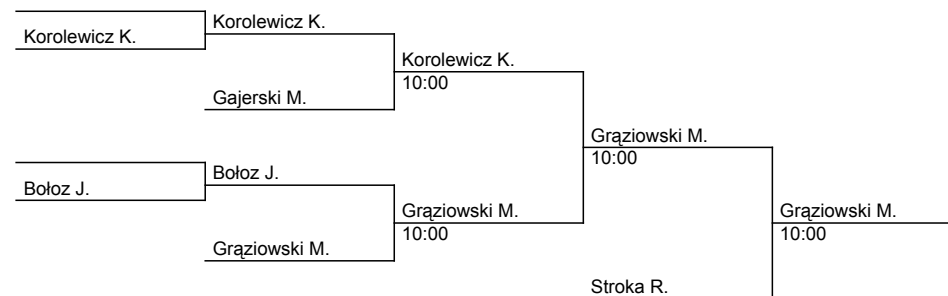 Korolewicz K.
Korolewicz K.
Korolewicz K.
10:00
Gajerski M.
Grąziowski M.
10:00
Bołoz J.
Bołoz J.
Grąziowski M.
10:00
Grąziowski M.
10:00
Grąziowski M.
Stroka R.